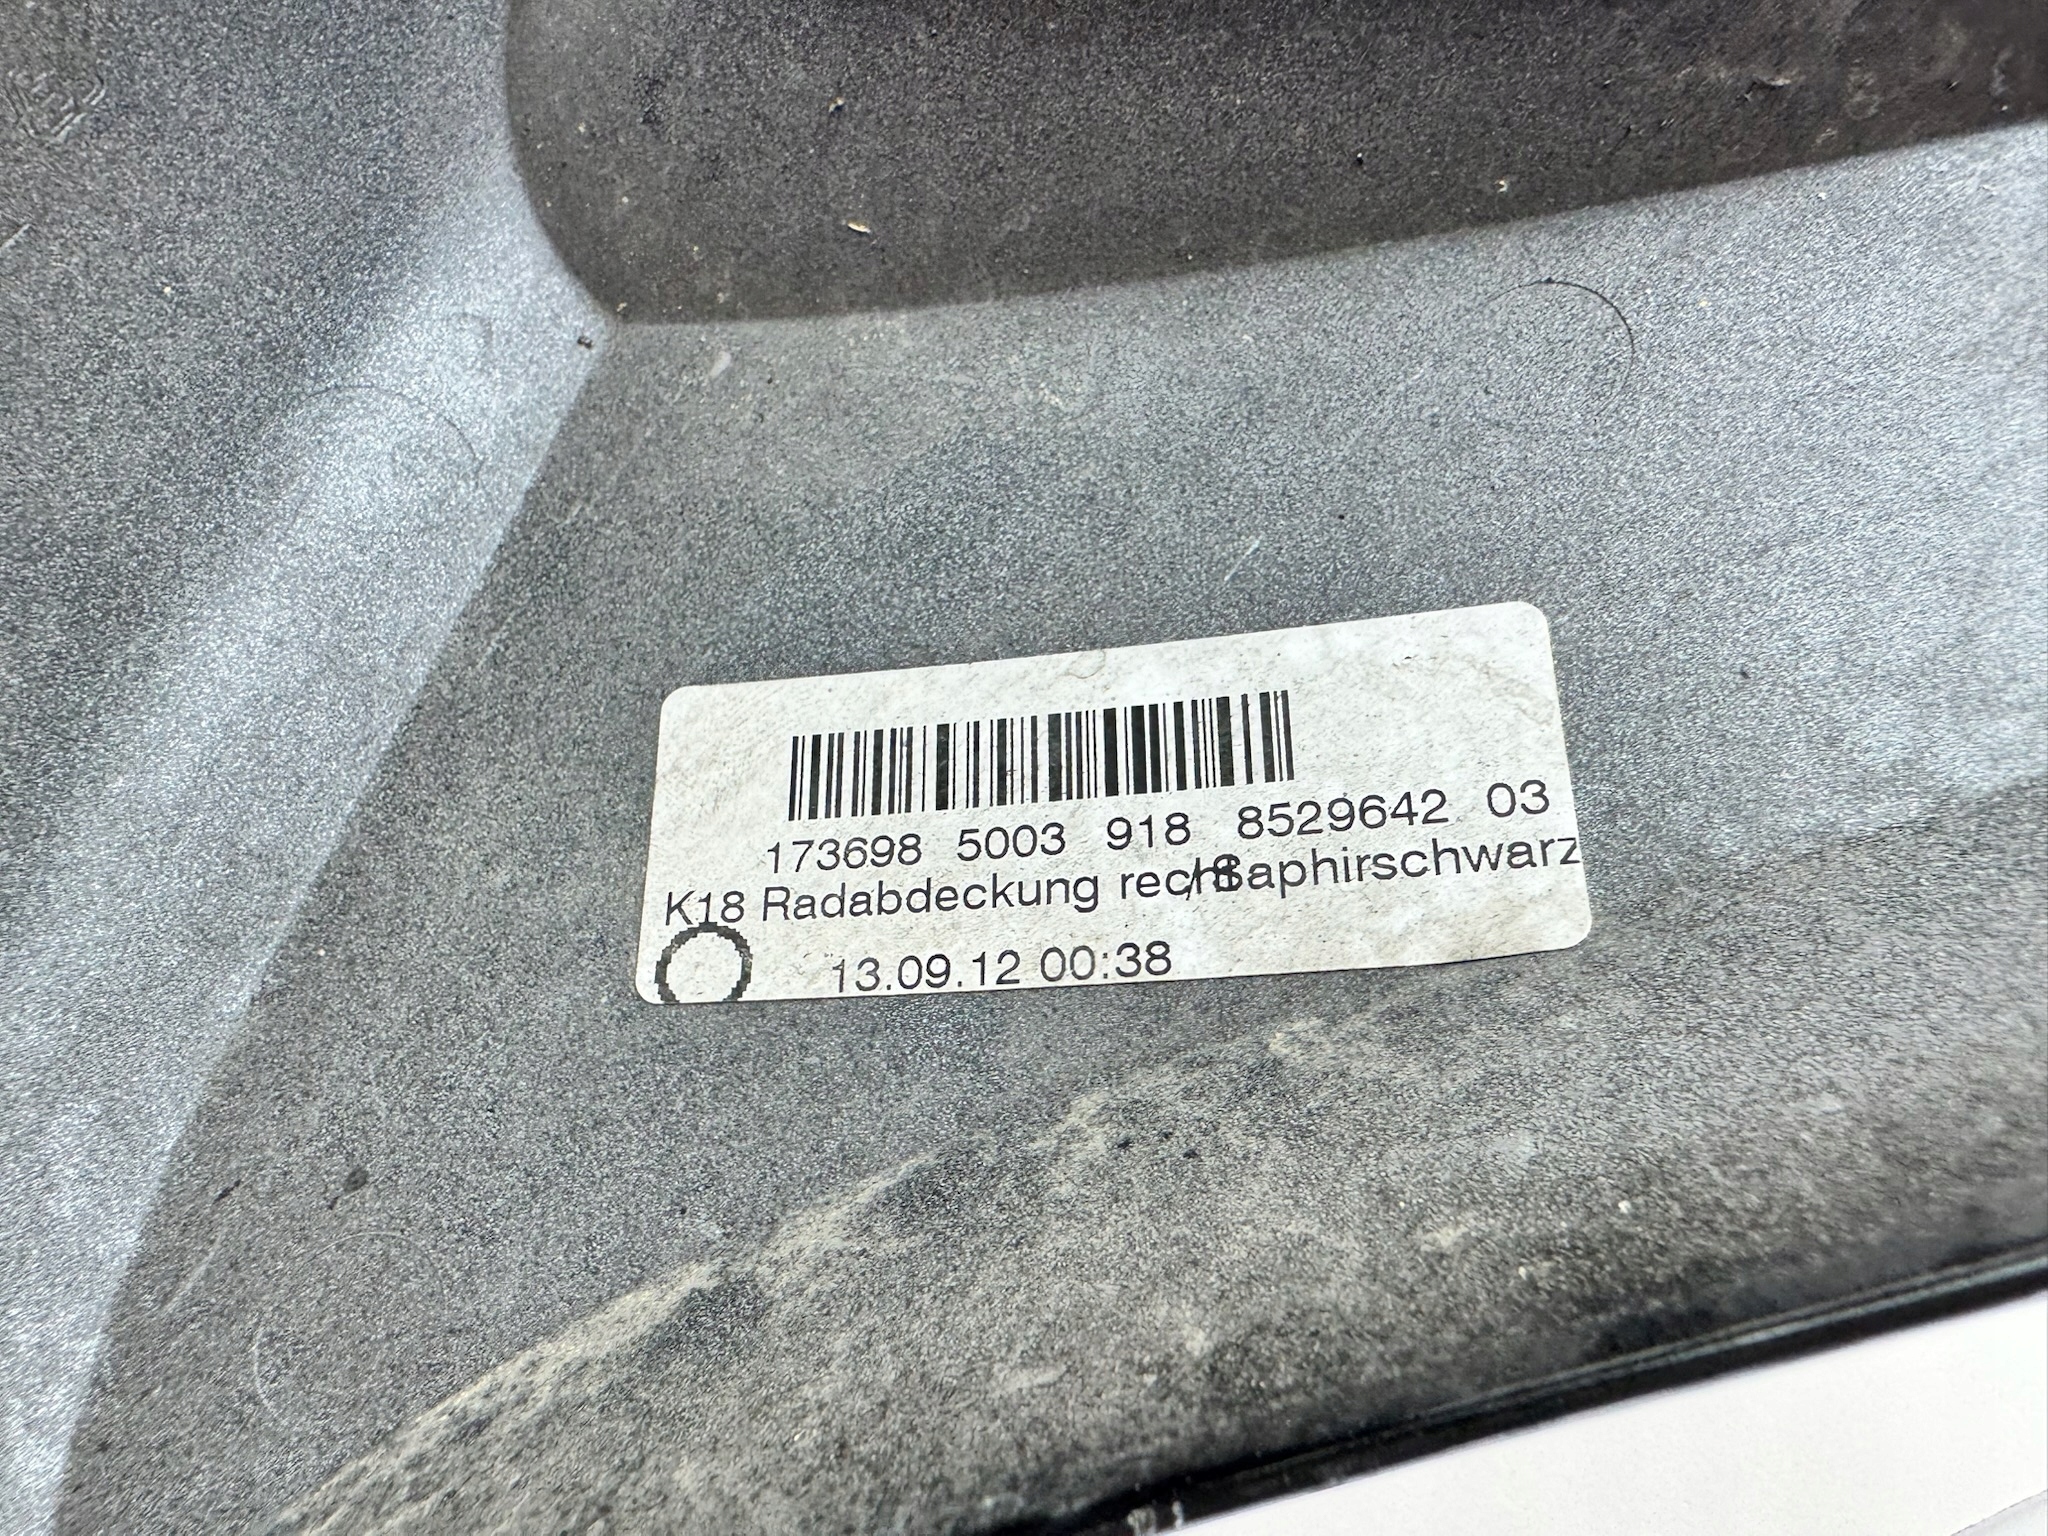 173698 5003 918 8529642 03
K18 Radabdeckung rechts/Saphirschwarz
13.09.12 00:38